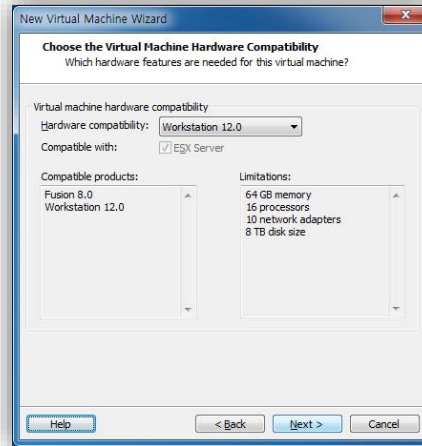 New Virtual Machine Wizard
Choose the Virtual Machine Hardware Compatibility
Which hardware features are needed for this virtual machine?
Virtual machine hardware compatibility
Hardware compatibility: Workstation 12.0
Compatible with: ESX Server
Compatible products:
Fusion 8.0
Workstation 12.0
Limitations:
64 GB memory
16 processors
10 network adapters
8 TB disk size
Help < Back Next > Cancel